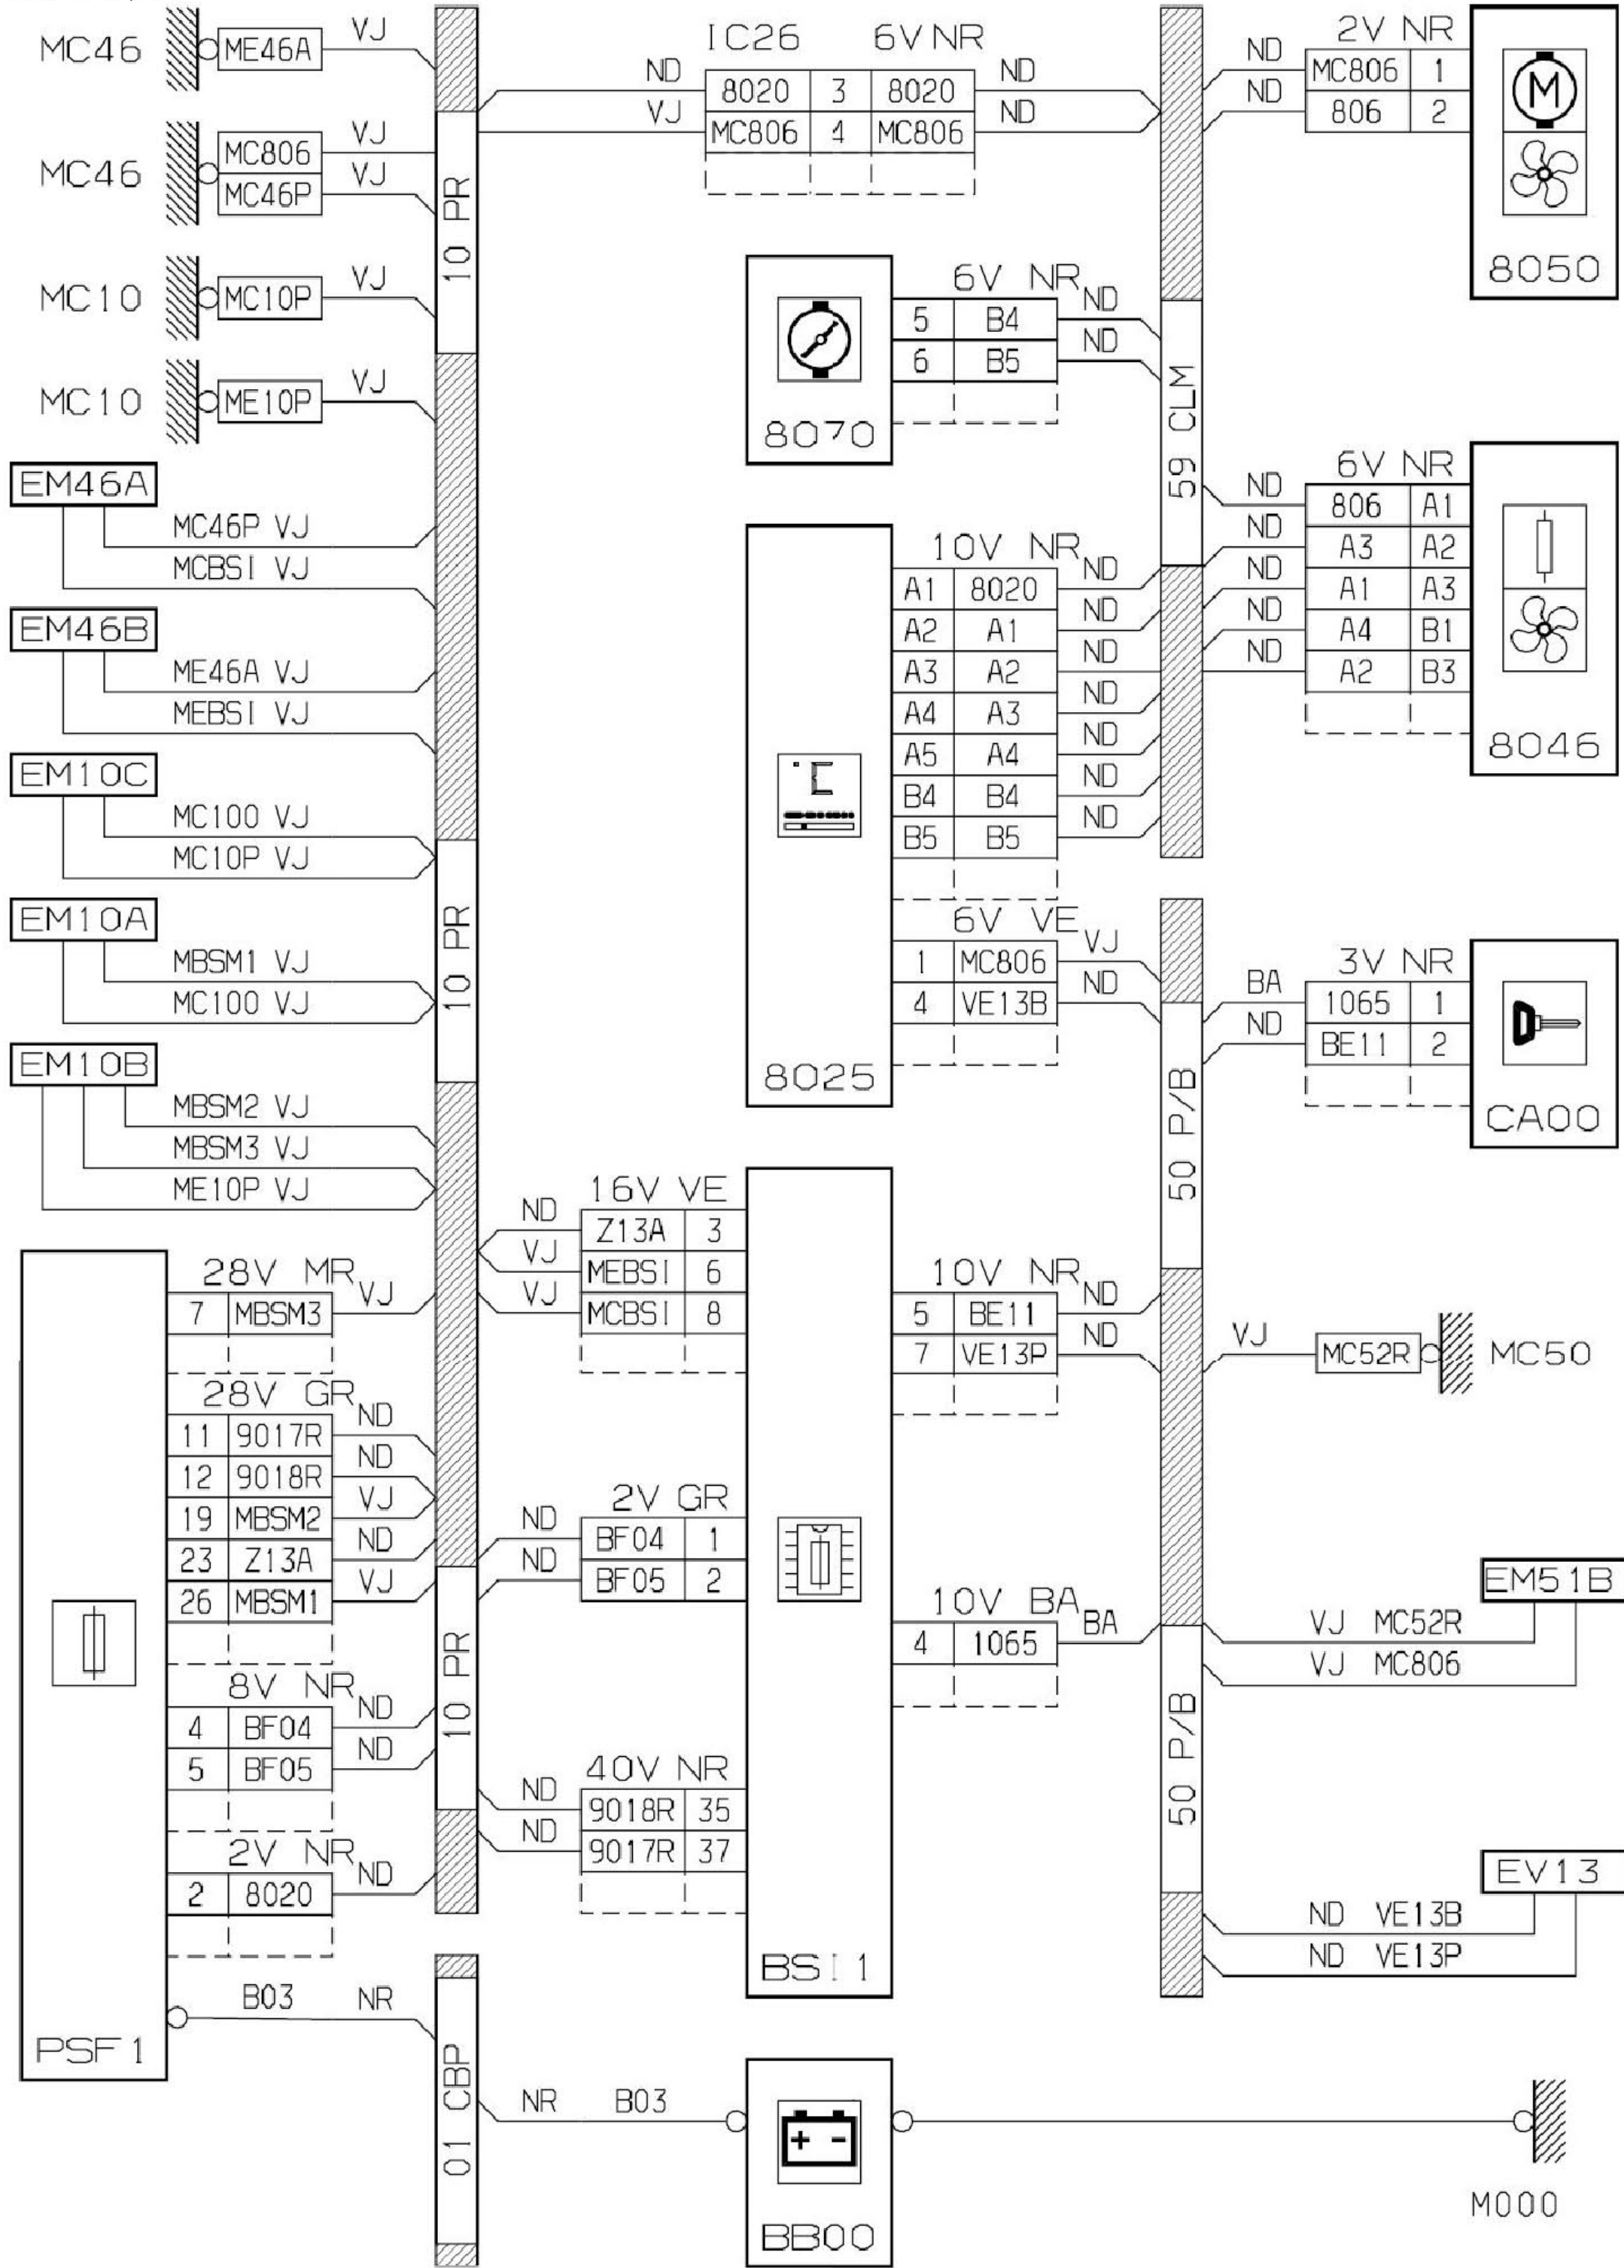 MC46
ME46A
VJ
MC46
MC806
VJ
MC46P
VJ
MC10
MC10P
VJ
MC10
ME10P
VJ
EM46A
MC46P VJ
MCBSI VJ
EM46B
ME46A VJ
MEBSI VJ
EM10C
MC100 VJ
MC10P VJ
EM10A
MBSM1 VJ
MC100 VJ
EM10B
MBSM2 VJ
MBSM3 VJ
ME10P VJ
28V MR
7 MBSM3 VJ
28V GR
11 9017R ND
12 9018R ND
19 MBSM2 VJ
23 Z13A ND
26 MBSM1 VJ
8V NR
4 BF04 ND
5 BF05 ND
2V NR
2 8020 ND
PSF1
B03 NR
10 PR
10 PR
10 PR
01 CBP
IC26 6V NR
ND 8020 3 8020 ND
VJ MC806 4 MC806 ND
6V NR
5 B4 ND
6 B5 ND
8070
10V NR
A1 8020 ND
A2 A1 ND
A3 A2 ND
A4 A3 ND
A5 A4 ND
B4 B4 ND
B5 B5 ND
°C
6V VE
1 MC806 VJ
4 VE13B ND
8025
16V VE
ND Z13A 3
VJ MEBSI 6
VJ MCBSI 8
2V GR
ND BF04 1
ND BF05 2
40V NR
ND 9018R 35
ND 9017R 37
10V NR
5 BE11 ND
7 VE13P ND
10V BA
4 1065 BA
BSI1
NR B03
+ -
BB00
M000
59 CLM
50 P/B
50 P/B
2V NR
ND MC806 1
ND 806 2
M
8050
6V NR
ND 806 A1
ND A3 A2
ND A1 A3
ND A4 B1
ND A2 B3
8046
3V NR
BA 1065 1
ND BE11 2
CA00
VJ MC52R MC50
EM51B
VJ MC52R
VJ MC806
EV13
ND VE13B
ND VE13P